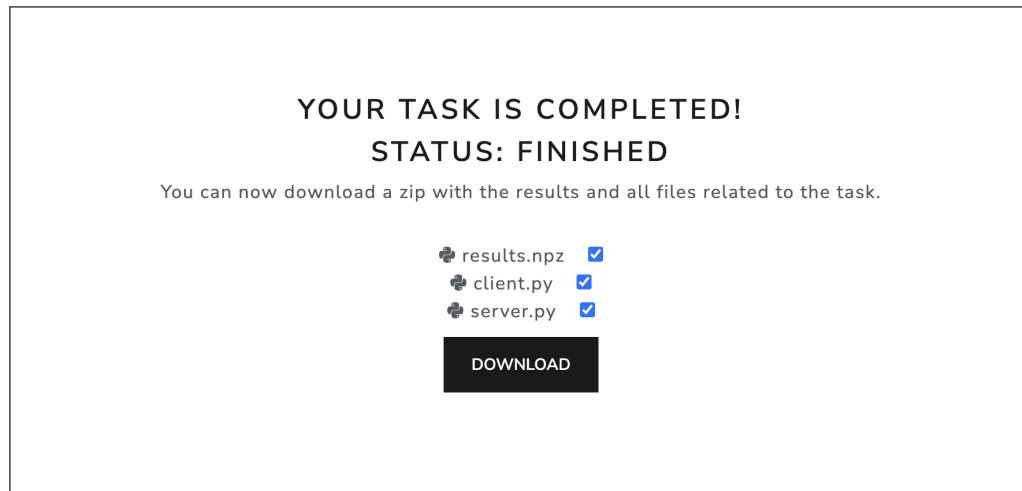 YOUR TASK IS COMPLETED!
STATUS: FINISHED
You can now download a zip with the results and all files related to the task.
results.npz
client.py
server.py
DOWNLOAD